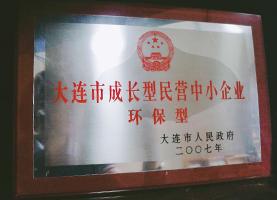 大连市成长型民营中小企业
环保型
大连市人民政府
二〇〇七年